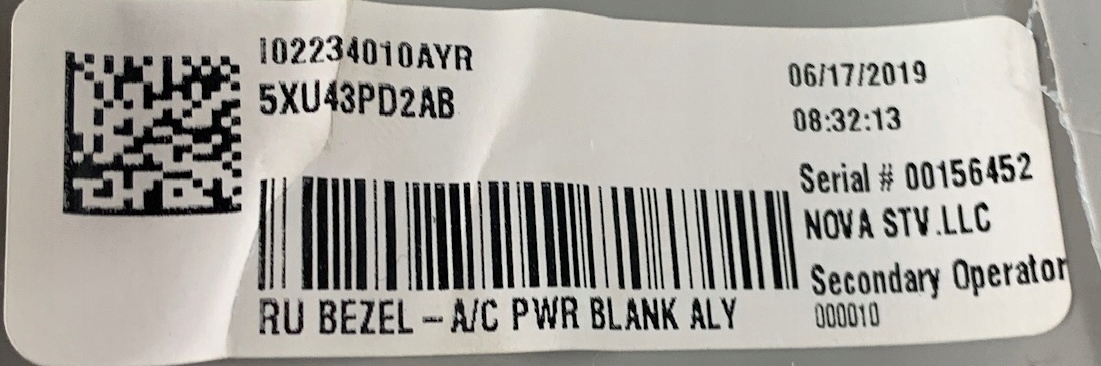 I02234010AYR
5XU43PD2AB
RU BEZEL – A/C PWR BLANK ALY
06/17/2019
08:32:13
Serial # 00156452
NOVA STV.LLC
Secondary Operator
000010